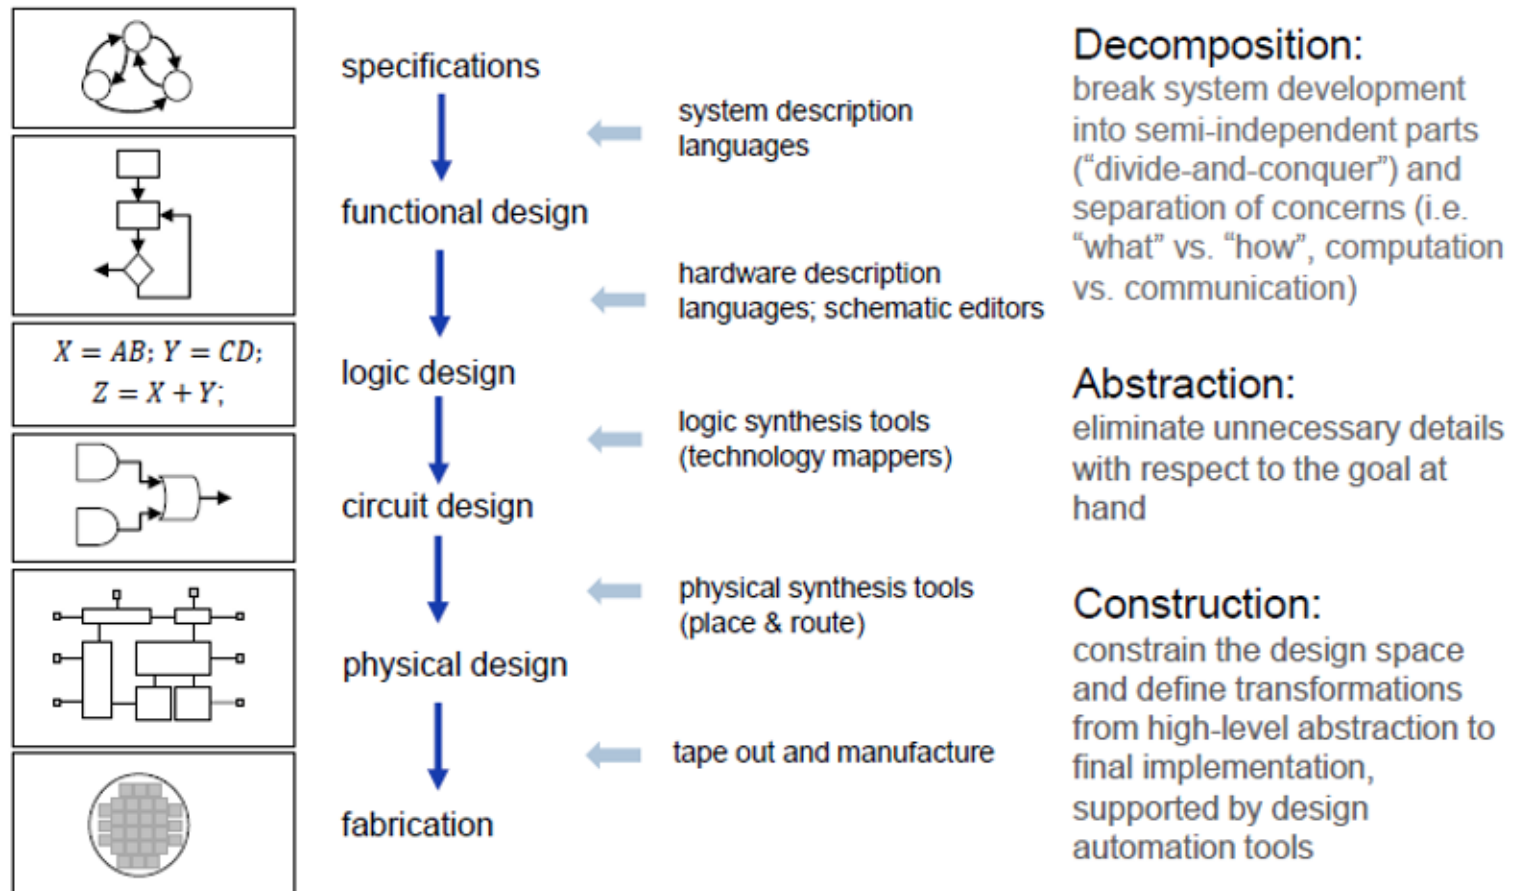 specifications
system description
languages
functional design
hardware description
languages; schematic editors
X = AB; Y = CD;
Z = X + Y;
logic design
logic synthesis tools
(technology mappers)
circuit design
physical synthesis tools
(place & route)
physical design
tape out and manufacture
fabrication
Decomposition:
break system development
into semi-independent parts
(“divide-and-conquer”) and
separation of concerns (i.e.
“what” vs. “how”, computation
vs. communication)
Abstraction:
eliminate unnecessary details
with respect to the goal at
hand
Construction:
constrain the design space
and define transformations
from high-level abstraction to
final implementation,
supported by design
automation tools